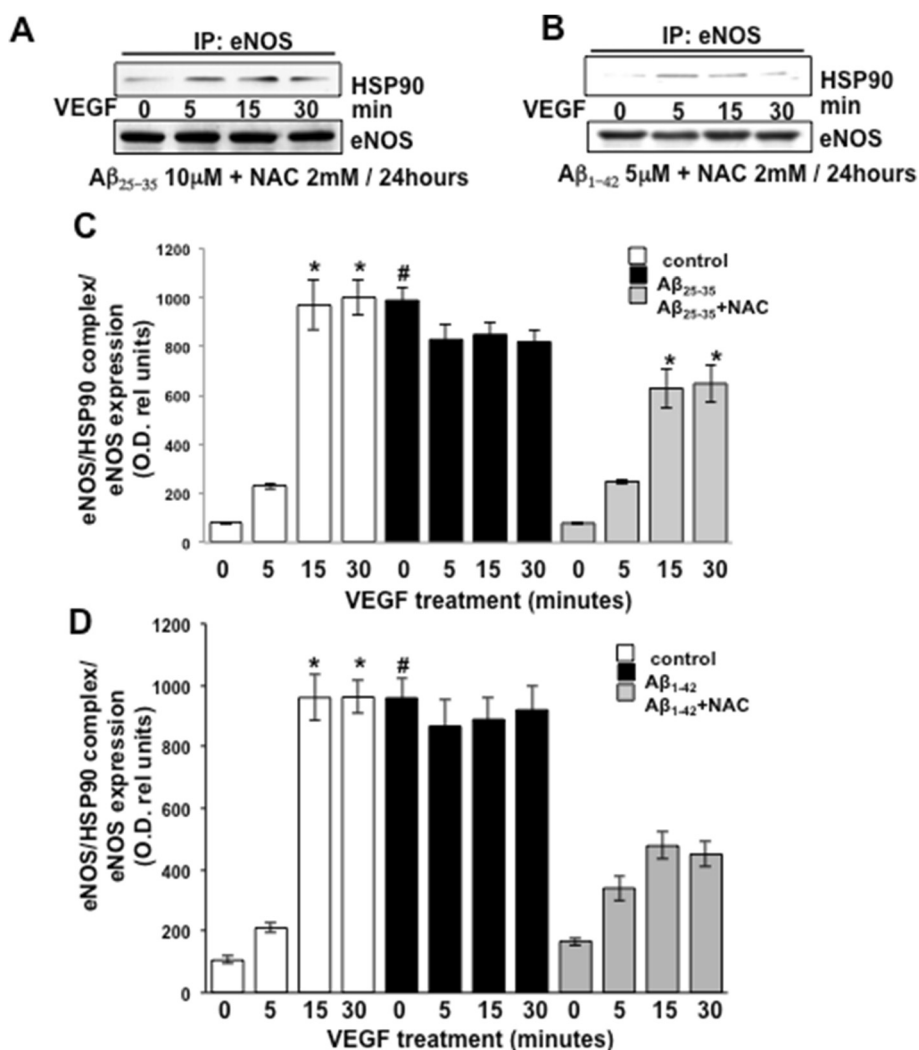 A
IP: eNOS
HSP90
VEGF 0 5 15 30 min
eNOS
Aβ25-35 10µM + NAC 2mM / 24hours
B
IP: eNOS
HSP90
VEGF 0 5 15 30 min
eNOS
Aβ1-42 5µM + NAC 2mM / 24hours
C
eNOS/HSP90 complex/
eNOS expression
(O.D. rel units)
1200
1000
800
600
400
200
0
* * #
* *
control
Aβ25-35
Aβ25-35+NAC
0 5 15 30 0 5 15 30 0 5 15 30
VEGF treatment (minutes)
D
eNOS/HSP90 complex/
eNOS expression
(O.D. rel units)
1200
1000
800
600
400
200
0
* * #
control
Aβ1-42
Aβ1-42+NAC
0 5 15 30 0 5 15 30 0 5 15 30
VEGF treatment (minutes)